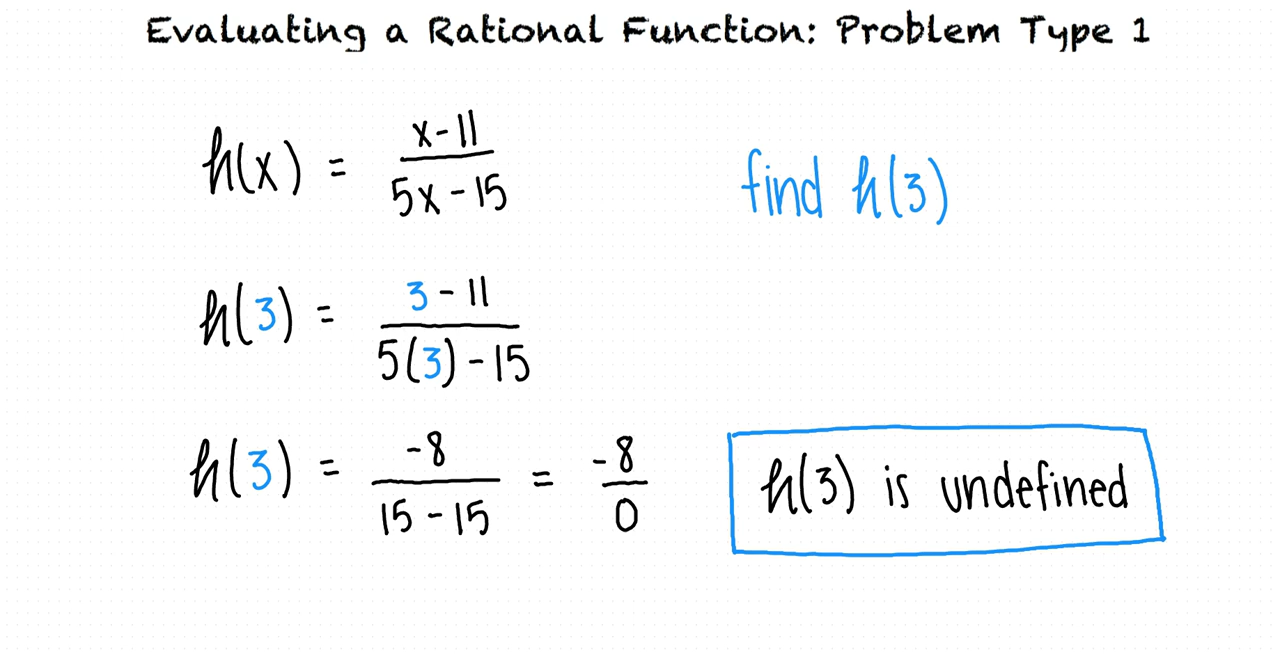 Evaluating a Rational Function: Problem Type 1
h(x) = (x-11)/(5x-15)
find h(3)
h(3) = (3-11)/(5(3)-15)
h(3) = (-8)/(15-15) = (-8)/0
h(3) is undefined